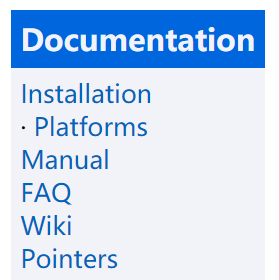 Documentation
Installation
· Platforms
Manual
FAQ
Wiki
Pointers